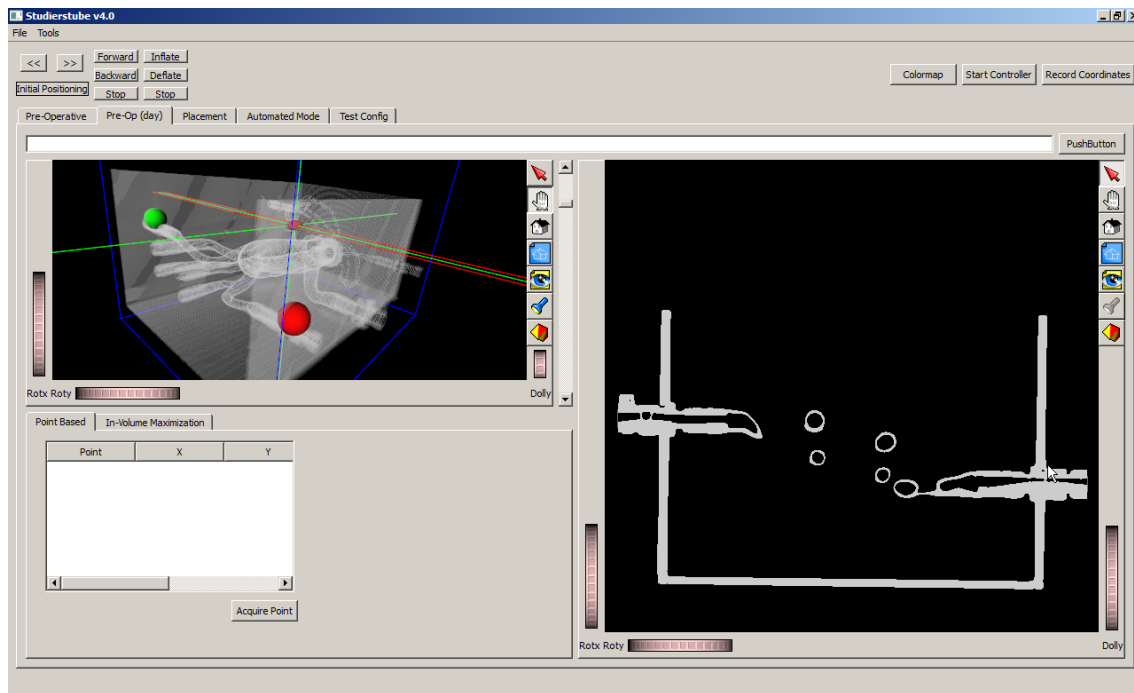 Studierstube v4.0
File Tools
<< >> Forward Inflate
Backward Deflate
Initial Positioning Stop Stop
Colormap Start Controller Record Coordinates
Pre-Operative Pre-Op (day) Placement Automated Mode Test Config
PushButton
Rotx Roty Dolly
Point Based In-Volume Maximization
Point X Y
Acquire Point
Rotx Roty Dolly